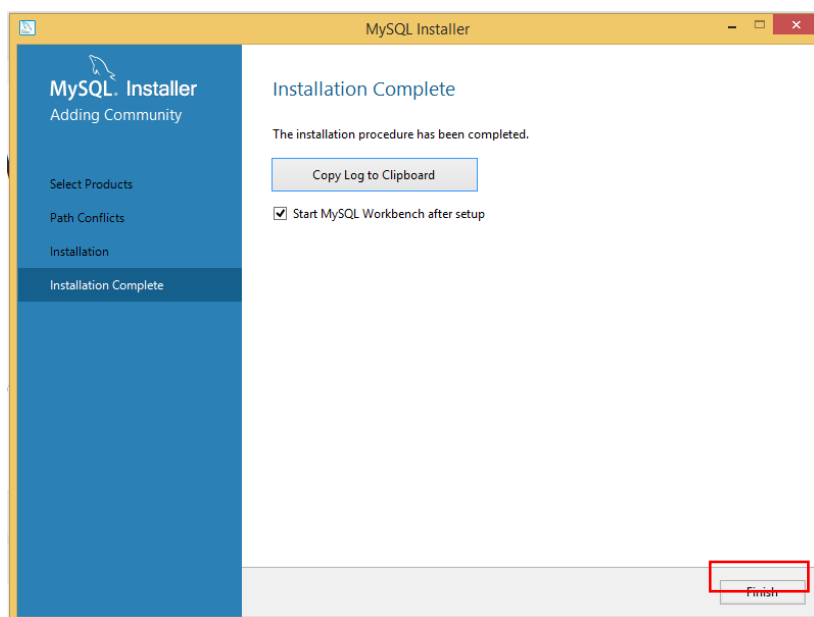 MySQL Installer
MySQL. Installer
Adding Community
Select Products
Path Conflicts
Installation
Installation Complete
Installation Complete
The installation procedure has been completed.
Copy Log to Clipboard
Start MySQL Workbench after setup
Finish